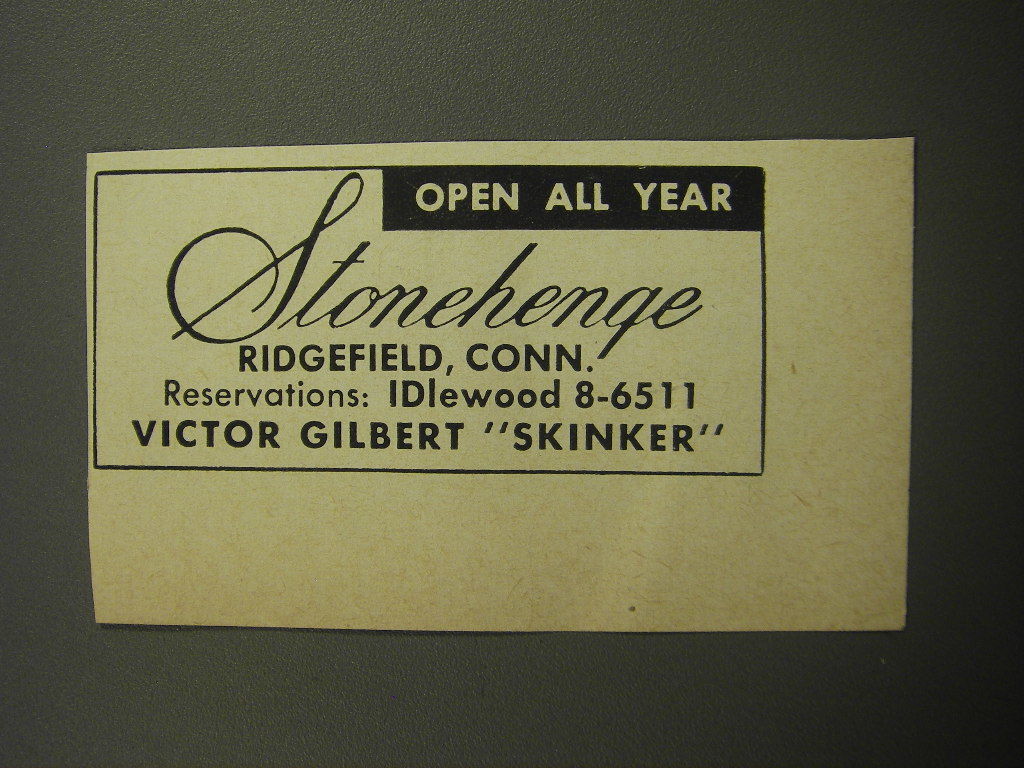 OPEN ALL YEAR
Stonehenge
RIDGEFIELD, CONN.
Reservations: IDlewood 8-6511
VICTOR GILBERT "SKINKER"